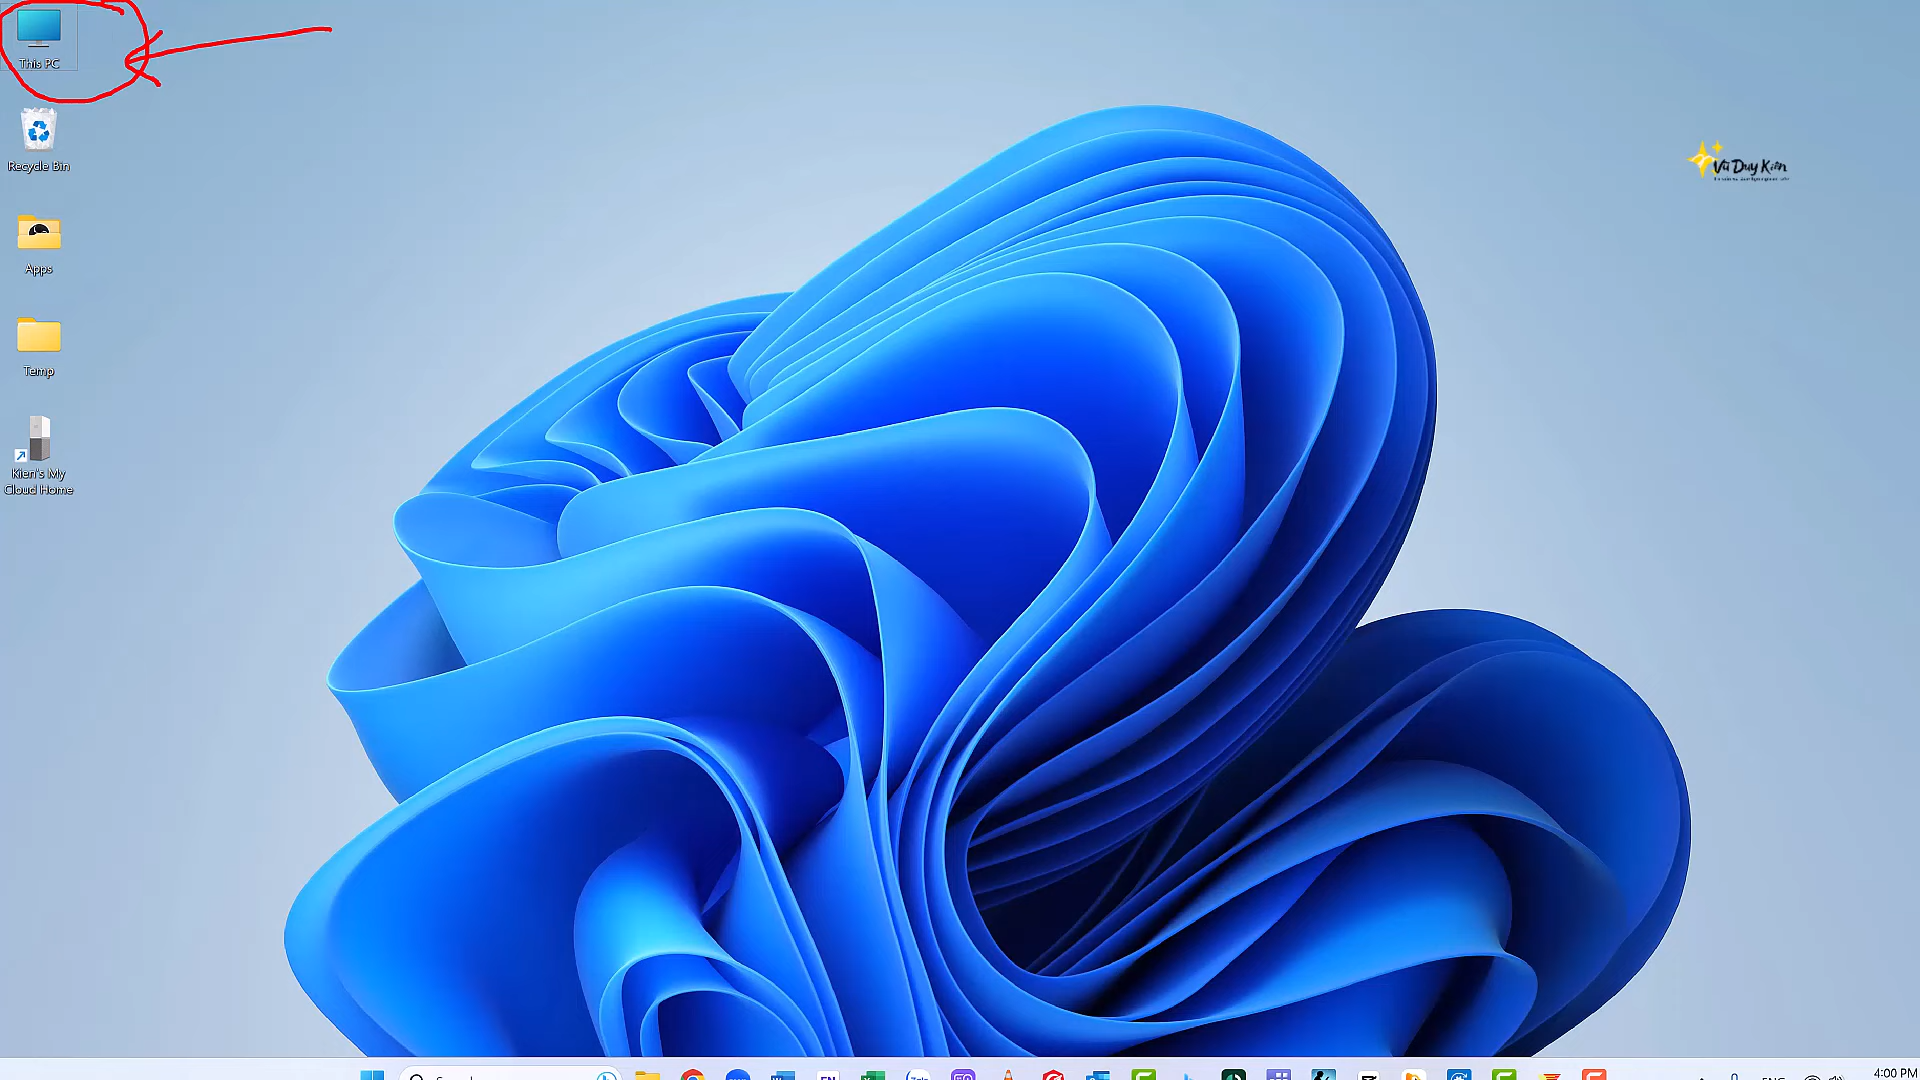 This PC
Recycle Bin
Apps
Temp
Kien's My
Cloud Home
Vũ Duy Kiên
4:00 PM